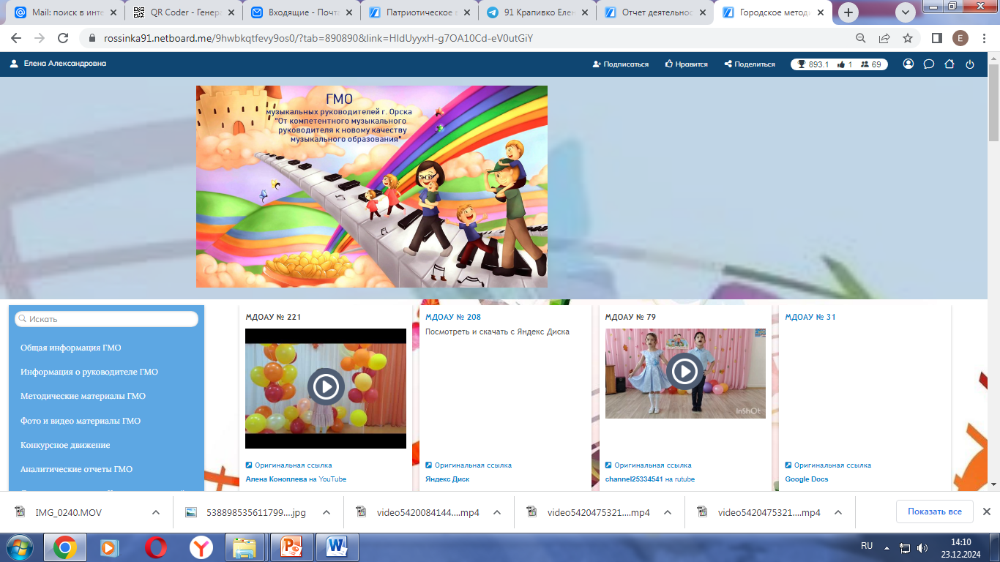 Mail: поиск в инте
QR Coder - Генера
Входящие - Почта
Патриотическое в
91 Крапивко Елен
Отчет деятельнос
Городское методи
rossinka91.netboard.me/9hwbkqtfevy9os0/?tab=890890&link=HIdUyyxH-g7OA10Cd-eV0utGiY
E
Елена Александровна
Подписаться
Нравится
Поделиться
893.1
1
69
ГМО
музыкальных руководителей г. Орска
"От компетентного музыкального
руководителя к новому качеству
музыкального образования"
Искать
Общая информация ГМО
Информация о руководителе ГМО
Методические материалы ГМО
Фото и видео материалы ГМО
Конкурсное движение
Аналитические отчеты ГМО
МДОАУ № 221
Оригинальная ссылка
Алена Коноплева на YouTube
МДОАУ № 208
Посмотреть и скачать с Яндекс Диска
Оригинальная ссылка
Яндекс Диск
МДОАУ № 79
InShOt
Оригинальная ссылка
channel25334541 на rutube
МДОАУ № 31
Оригинальная ссылка
Google Docs
IMG_0240.MOV
538898535611799....jpg
video5420084144....mp4
video5420475321....mp4
video5420475321....mp4
Показать все
RU
14:10
23.12.2024